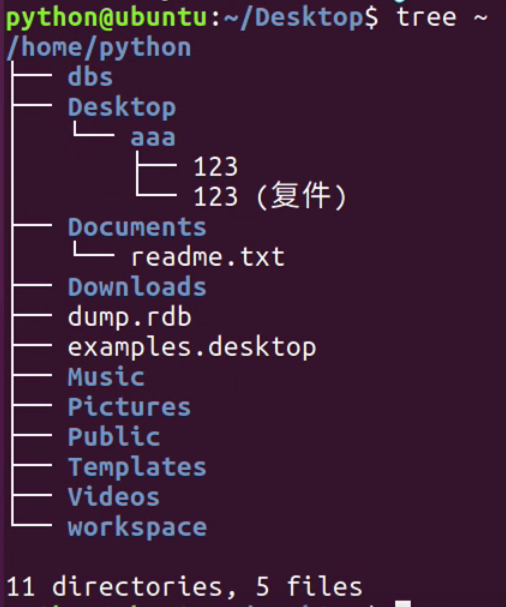 python@ubuntu:~/Desktop$ tree ~
/home/python
├── dbs
├── Desktop
│   └── aaa
│       ├── 123
│       └── 123 (复件)
├── Documents
│   └── readme.txt
├── Downloads
├── dump.rdb
├── examples.desktop
├── Music
├── Pictures
├── Public
├── Templates
├── Videos
└── workspace

11 directories, 5 files